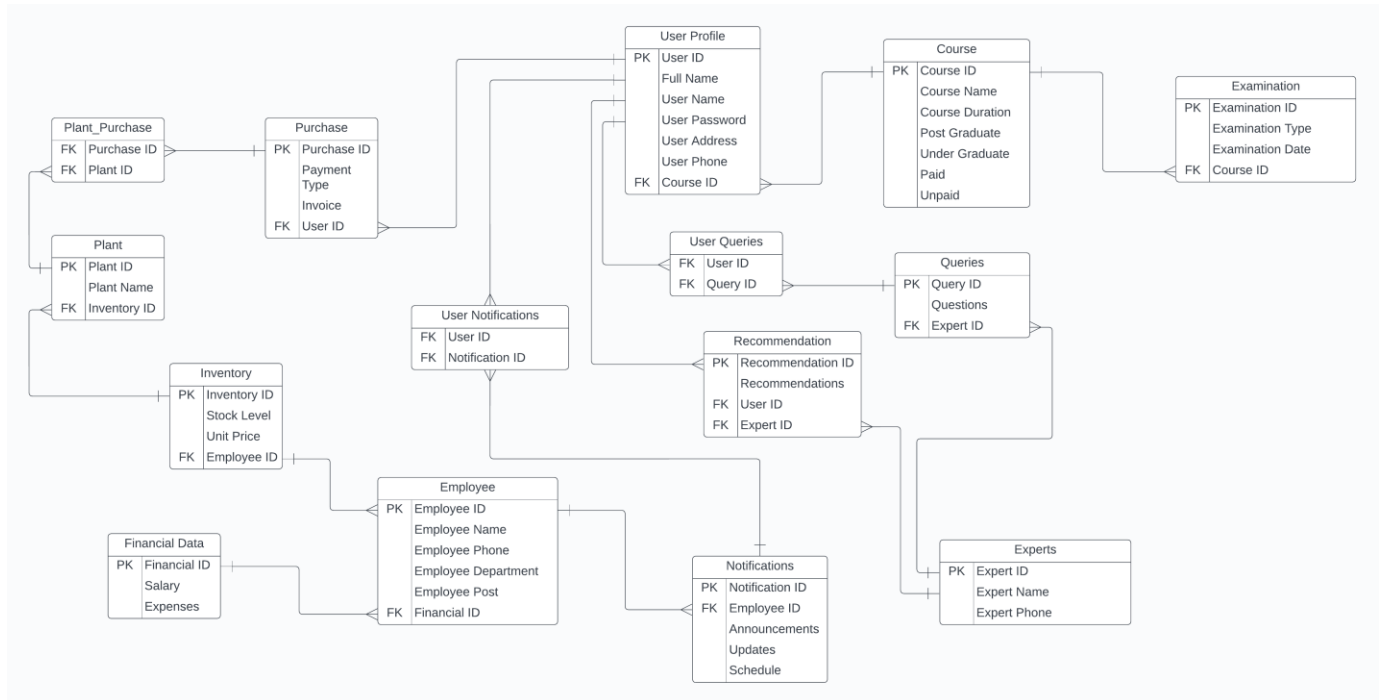 User Profile
PK User ID
Full Name
User Name
User Password
User Address
User Phone
FK Course ID
Course
PK Course ID
Course Name
Course Duration
Post Graduate
Under Graduate
Paid
Unpaid
Examination
PK Examination ID
Examination Type
Examination Date
FK Course ID
Plant_Purchase
FK Purchase ID
FK Plant ID
Purchase
PK Purchase ID
Payment
Type
Invoice
FK User ID
Plant
PK Plant ID
Plant Name
FK Inventory ID
User Queries
FK User ID
FK Query ID
Queries
PK Query ID
Questions
FK Expert ID
User Notifications
FK User ID
FK Notification ID
Recommendation
PK Recommendation ID
Recommendations
FK User ID
FK Expert ID
Inventory
PK Inventory ID
Stock Level
Unit Price
FK Employee ID
Employee
PK Employee ID
Employee Name
Employee Phone
Employee Department
Employee Post
FK Financial ID
Financial Data
PK Financial ID
Salary
Expenses
Notifications
PK Notification ID
FK Employee ID
Announcements
Updates
Schedule
Experts
PK Expert ID
Expert Name
Expert Phone